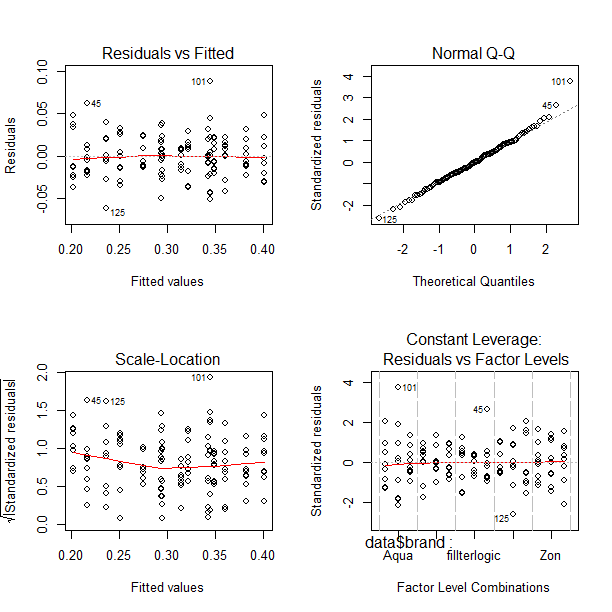 Residuals vs Fitted
Residuals
-0.05 0.00 0.05 0.10
101
45
125
0.20 0.25 0.30 0.35 0.40
Fitted values
Normal Q-Q
Standardized residuals
-2 0 1 2 3 4
101
45
125
-2 -1 0 1 2
Theoretical Quantiles
Scale-Location
√|Standardized residuals|
0.0 0.5 1.0 1.5 2.0
101
45
125
0.20 0.25 0.30 0.35 0.40
Fitted values
Constant Leverage:
Residuals vs Factor Levels
Standardized residuals
-2 0 2 4
101
45
125
data$brand :
Aqua fillterlogic Zon
Factor Level Combinations